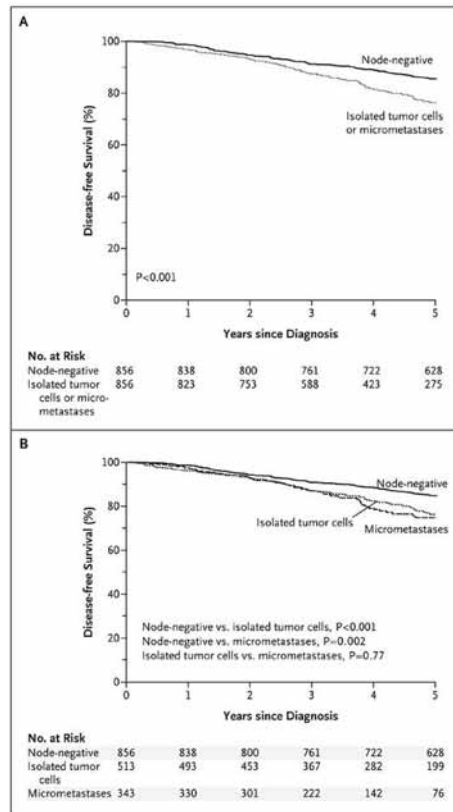 A
100
80
60
40
20
0
Disease-free Survival (%)
Node-negative
Isolated tumor cells
or micrometastases
P<0.001
0 1 2 3 4 5
Years since Diagnosis
No. at Risk
Node-negative 856 838 800 761 722 628
Isolated tumor 856 823 753 588 423 275
cells or micro-
metastases
B
100
80
60
40
20
0
Disease-free Survival (%)
Node-negative
Isolated tumor cells
Micrometastases
Node-negative vs. isolated tumor cells, P<0.001
Node-negative vs. micrometastases, P=0.002
Isolated tumor cells vs. micrometastases, P=0.77
0 1 2 3 4 5
Years since Diagnosis
No. at Risk
Node-negative 856 838 800 761 722 628
Isolated tumor 513 493 453 367 282 199
cells
Micrometastases 343 330 301 222 142 76